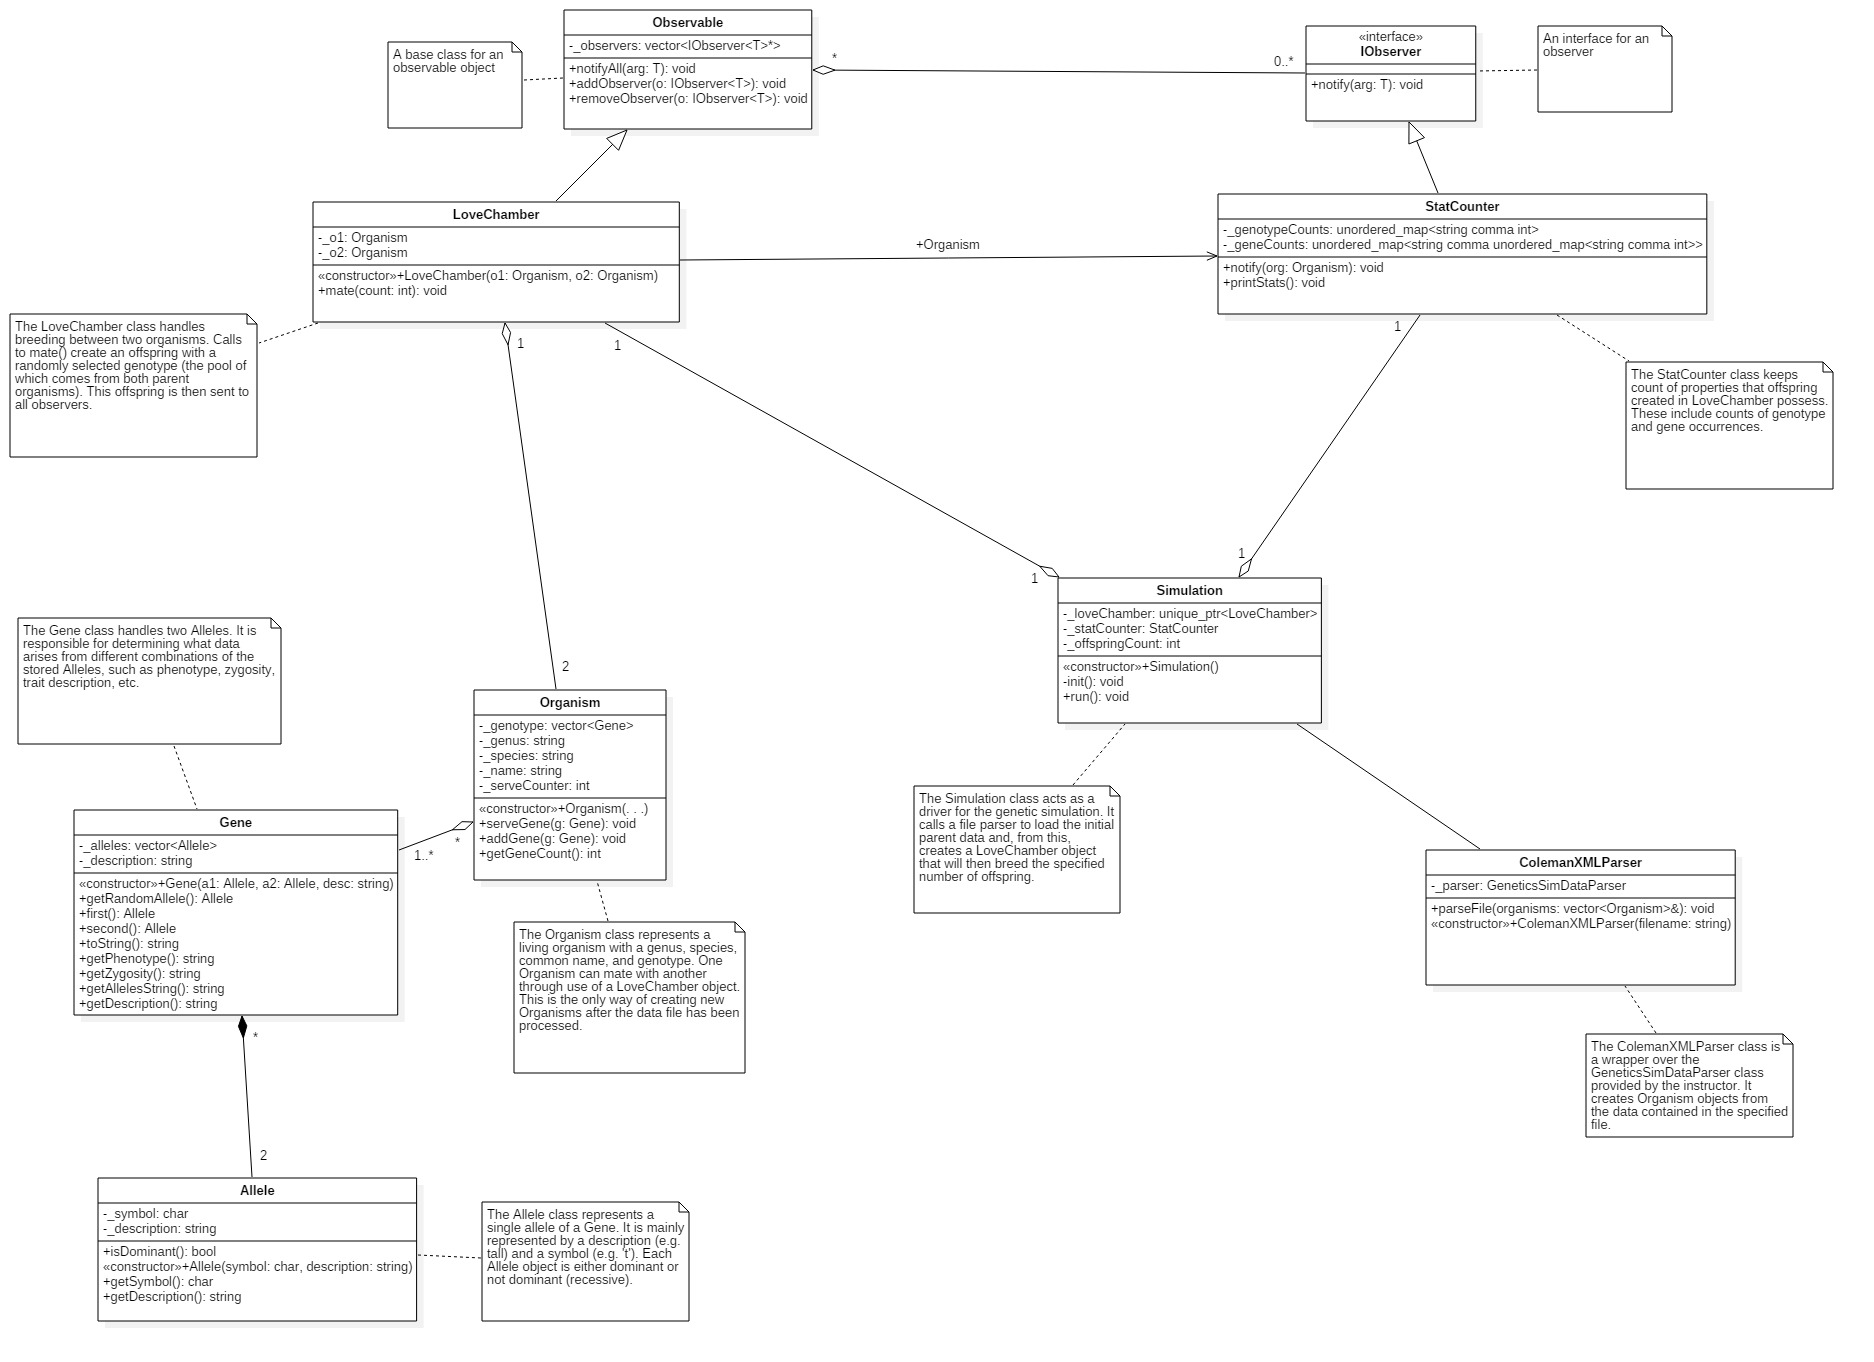 A base class for an
observable object
Observable
-_observers: vector<IObserver<T>*>
+notifyAll(arg: T): void
+addObserver(o: IObserver<T>): void
+removeObserver(o: IObserver<T>): void
*
0..*
«interface»
IObserver
+notify(arg: T): void
An interface for an
observer
LoveChamber
-_o1: Organism
-_o2: Organism
«constructor»+LoveChamber(o1: Organism, o2: Organism)
+mate(count: int): void
+Organism
StatCounter
-_genotypeCounts: unordered_map<string comma int>
-_geneCounts: unordered_map<string comma unordered_map<string comma int>>
+notify(org: Organism): void
+printStats(): void
The LoveChamber class handles
breeding between two organisms. Calls
to mate() create an offspring with a
randomly selected genotype (the pool of
which comes from both parent
organisms). This offspring is then sent to
all observers.
1
1
1
The StatCounter class keeps
count of properties that offspring
created in LoveChamber possess.
These include counts of genotype
and gene occurrences.
1
1
2
Simulation
-_loveChamber: unique_ptr<LoveChamber>
-_statCounter: StatCounter
-_offspringCount: int
«constructor»+Simulation()
-init(): void
+run(): void
The Gene class handles two Alleles. It is
responsible for determining what data
arises from different combinations of the
stored Alleles, such as phenotype, zygosity,
trait description, etc.
Organism
-_genotype: vector<Gene>
-_genus: string
-_species: string
-_name: string
-_serveCounter: int
«constructor»+Organism(. . .)
+serveGene(g: Gene): void
+addGene(g: Gene): void
+getGeneCount(): int
1..*
*
Gene
-_alleles: vector<Allele>
-_description: string
«constructor»+Gene(a1: Allele, a2: Allele, desc: string)
+getRandomAllele(): Allele
+first(): Allele
+second(): Allele
+toString(): string
+getPhenotype(): string
+getZygosity(): string
+getAllelesString(): string
+getDescription(): string
The Simulation class acts as a
driver for the genetic simulation. It
calls a file parser to load the initial
parent data and, from this,
creates a LoveChamber object
that will then breed the specified
number of offspring.
ColemanXMLParser
-_parser: GeneticsSimDataParser
+parseFile(organisms: vector<Organism>&): void
«constructor»+ColemanXMLParser(filename: string)
The Organism class represents a
living organism with a genus, species,
common name, and genotype. One
Organism can mate with another
through use of a LoveChamber object.
This is the only way of creating new
Organisms after the data file has been
processed.
The ColemanXMLParser class is
a wrapper over the
GeneticsSimDataParser class
provided by the instructor. It
creates Organism objects from
the data contained in the specified
file.
*
2
Allele
-_symbol: char
-_description: string
+isDominant(): bool
«constructor»+Allele(symbol: char, description: string)
+getSymbol(): char
+getDescription(): string
The Allele class represents a
single allele of a Gene. It is mainly
represented by a description (e.g.
tall) and a symbol (e.g. 't'). Each
Allele object is either dominant or
not dominant (recessive).